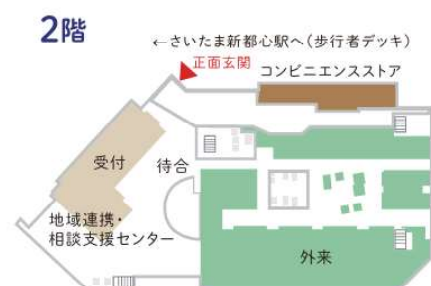 2階
←さいたま新都心駅へ(歩行者デッキ)
正面玄関
コンビニエンスストア
受付
待合
地域連携・
相談支援センター
外来